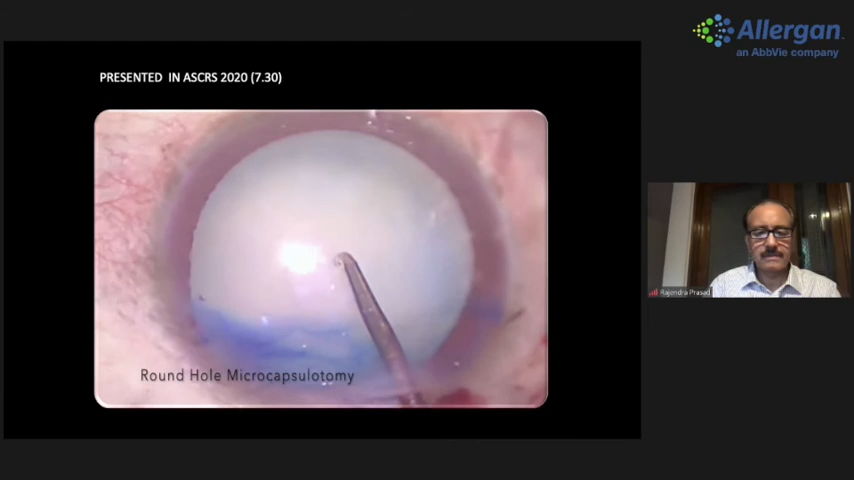 Allergan
an AbbVie company
PRESENTED IN ASCRS 2020 (7.30)
Rajendra Prasad
Round Hole Microcapsulotomy